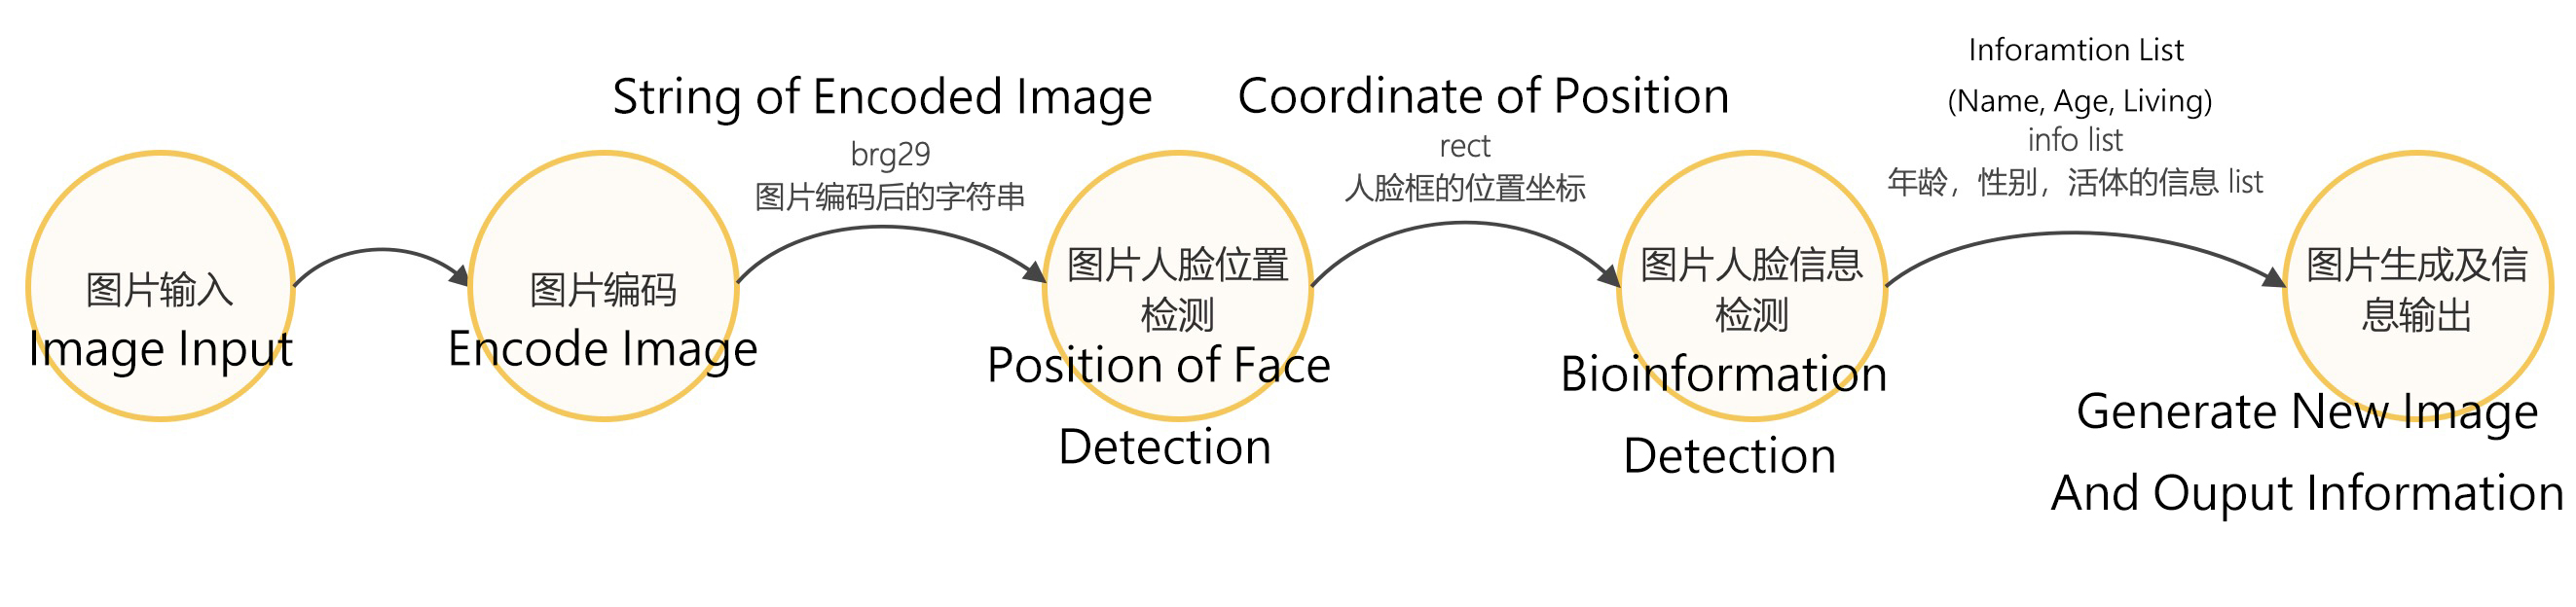 图片输入
Image Input
图片编码
Encode Image
String of Encoded Image
brg29
图片编码后的字符串
图片人脸位置
检测
Position of Face
Detection
Coordinate of Position
rect
人脸框的位置坐标
图片人脸信息
检测
Bioinformation
Detection
Inforamtion List
(Name, Age, Living)
info list
年龄，性别，活体的信息 list
图片生成及信
息输出
Generate New Image
And Ouput Information